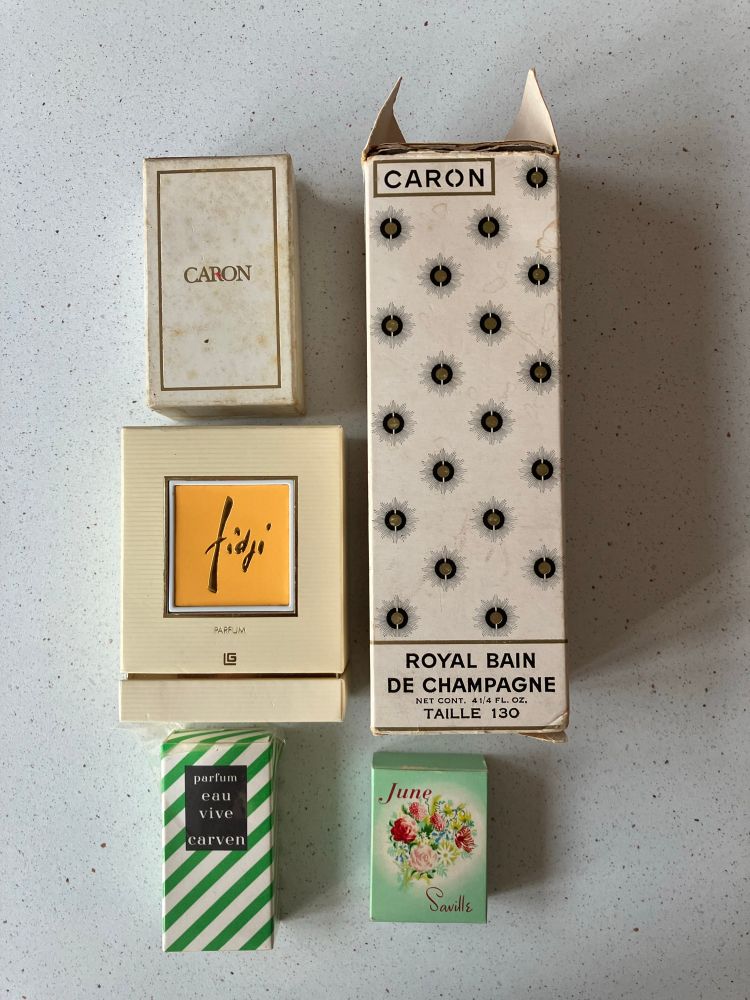 CARON
CARON
ROYAL BAIN
DE CHAMPAGNE
NET CONT. 4 1/4 FL. OZ.
TAILLE 130
fidji
PARFUM
LG
parfum
eau
vive
carven
June
Saville